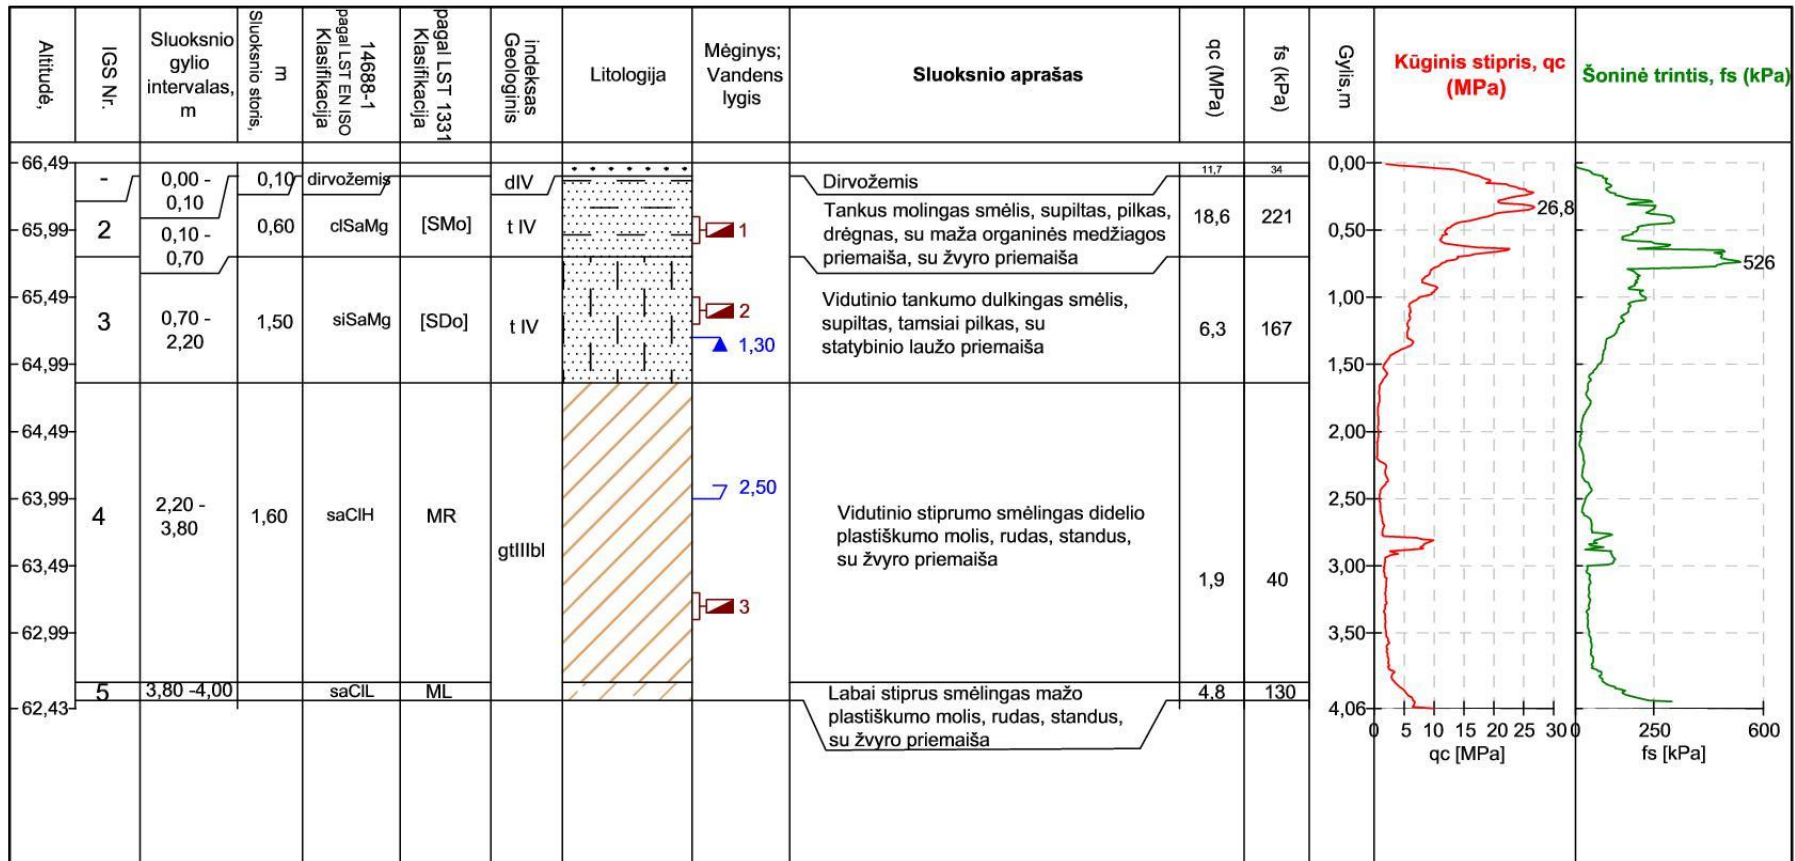 Altitudė,
IGS Nr.
Sluoksnio
gylio
intervalas,
m
Sluoksnio storis,
m
Klasifikacija
pagal LST EN ISO
14688-1
Klasifikacija
pagal LST 1331
Geologinis
indeksas
Litologija
Mėginys;
Vandens
lygis
Sluoksnio aprašas
qc (MPa)
fs (kPa)
Gylis,m
Kūginis stipris, qc
(MPa)
Šoninė trintis, fs (kPa)
66,49
65,99
65,49
64,99
64,49
63,99
63,49
62,99
62,43
-
0,00 -
0,10
0,10
dirvožemis
dIV
Dirvožemis
11,7
34
2
0,10 -
0,70
0,60
clSaMg
[SMo]
t IV
1
Tankus molingas smėlis, supiltas, pilkas,
drėgnas, su maža organinės medžiagos
priemaiša, su žvyro priemaiša
18,6
221
3
0,70 -
2,20
1,50
siSaMg
[SDo]
t IV
2
1,30
Vidutinio tankumo dulkingas smėlis,
supiltas, tamsiai pilkas, su
statybinio laužo priemaiša
6,3
167
4
2,20 -
3,80
1,60
saClH
MR
gtIIIbl
2,50
3
Vidutinio stiprumo smėlingas didelio
plastiškumo molis, rudas, standus,
su žvyro priemaiša
1,9
40
5
3,80 -4,00
saClL
ML
Labai stiprus smėlingas mažo
plastiškumo molis, rudas, standus,
su žvyro priemaiša
4,8
130
0,00
0,50
1,00
1,50
2,00
2,50
3,00
3,50
4,06
26,8
526
0 5 10 15 20 25 30
qc [MPa]
0 250 600
fs [kPa]